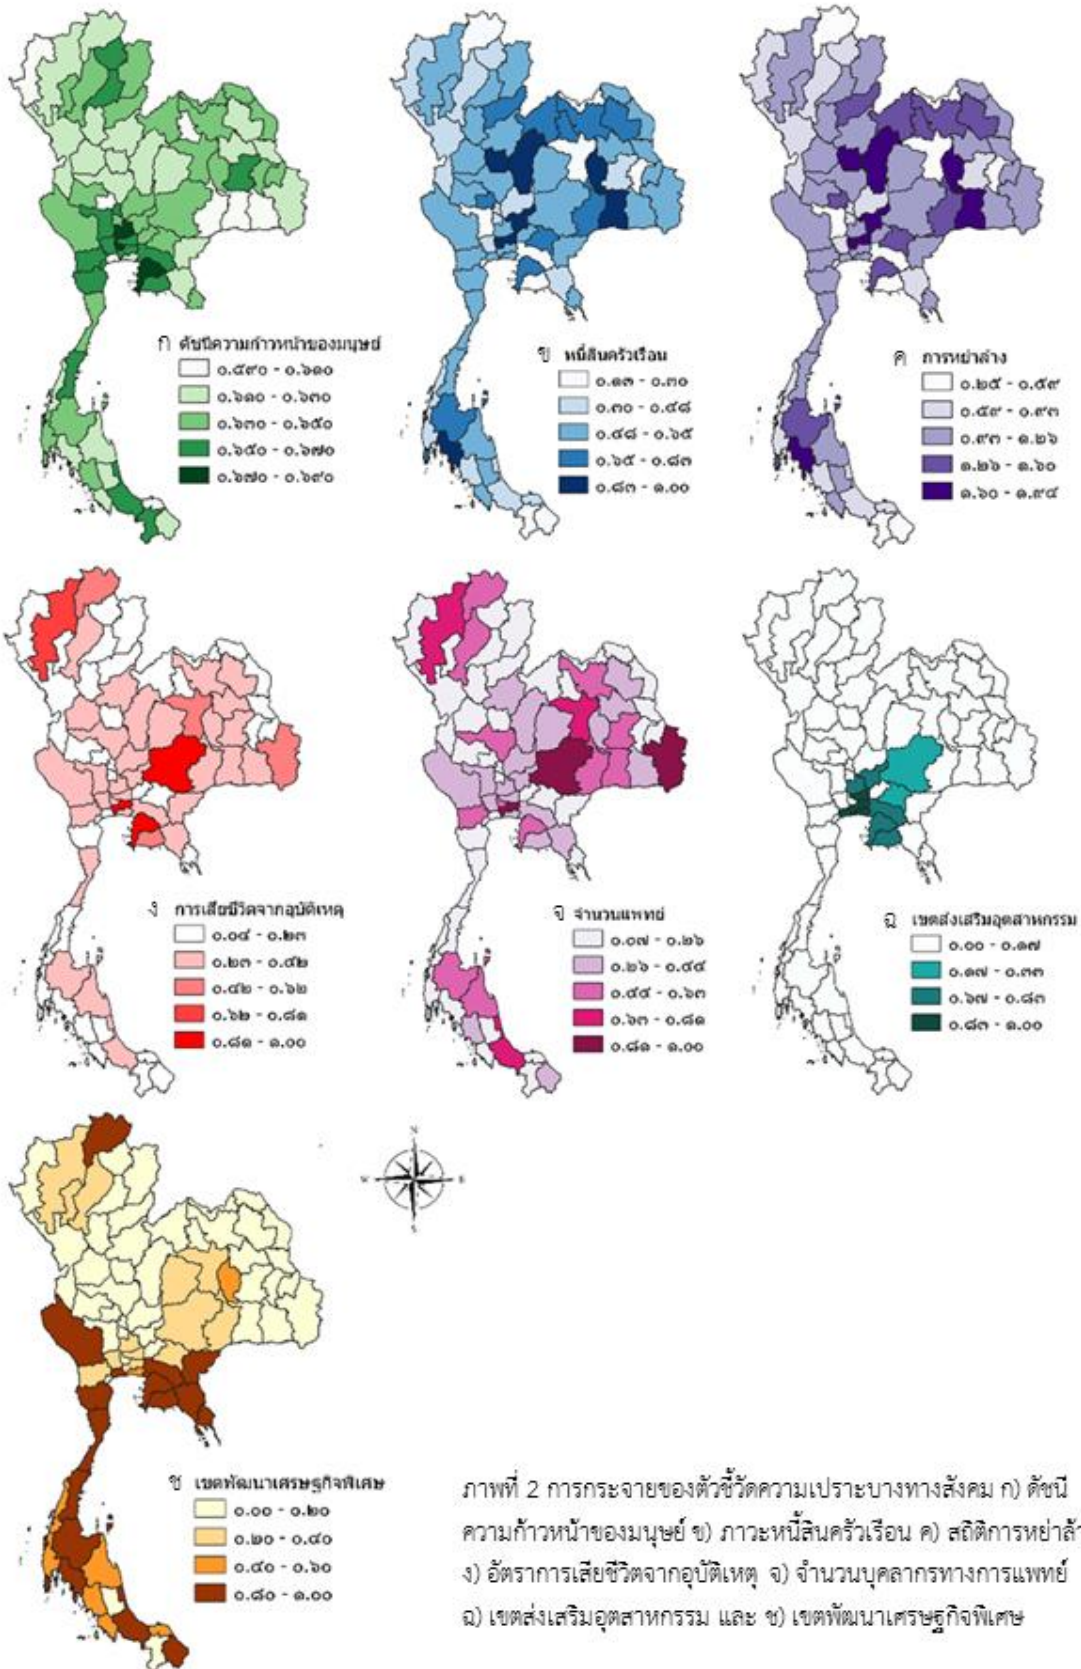 ก ดัชนีความก้าวหน้าของมนุษย์
๐.๕๙๐ - ๐.๖๑๐
๐.๖๑๐ - ๐.๖๓๐
๐.๖๓๐ - ๐.๖๕๐
๐.๖๕๐ - ๐.๖๗๐
๐.๖๗๐ - ๐.๖๙๐
ข หนี้สินครัวเรือน
๐.๑๓ - ๐.๓๐
๐.๓๐ - ๐.๔๘
๐.๔๘ - ๐.๖๕
๐.๖๕ - ๐.๘๓
๐.๘๓ - ๑.๐๐
ค การหย่าล้าง
๐.๒๕ - ๐.๕๙
๐.๕๙ - ๐.๙๓
๐.๙๓ - ๑.๒๖
๑.๒๖ - ๑.๖๐
๑.๖๐ - ๑.๙๔
ง การเสียชีวิตจากอุบัติเหตุ
๐.๐๔ - ๐.๒๓
๐.๒๓ - ๐.๔๒
๐.๔๒ - ๐.๖๒
๐.๖๒ - ๐.๘๑
๐.๘๑ - ๑.๐๐
จ จำนวนแพทย์
๐.๐๗ - ๐.๒๖
๐.๒๖ - ๐.๔๔
๐.๔๔ - ๐.๖๓
๐.๖๓ - ๐.๘๑
๐.๘๑ - ๑.๐๐
ฉ เขตส่งเสริมอุตสาหกรรม
๐.๐๐ - ๐.๑๗
๐.๑๗ - ๐.๓๓
๐.๖๗ - ๐.๘๓
๐.๘๓ - ๑.๐๐
N
W E
S
ช เขตพัฒนาเศรษฐกิจพิเศษ
๐.๐๐ - ๐.๒๐
๐.๒๐ - ๐.๔๐
๐.๔๐ - ๐.๖๐
๐.๘๐ - ๑.๐๐
ภาพที่ 2 การกระจายของตัวชี้วัดความเปราะบางทางสังคม ก) ดัชนี
ความก้าวหน้าของมนุษย์ ข) ภาวะหนี้สินครัวเรือน ค) สถิติการหย่าล้
ง) อัตราการเสียชีวิตจากอุบัติเหตุ จ) จำนวนบุคลากรทางการแพทย์
ฉ) เขตส่งเสริมอุตสาหกรรม และ ช) เขตพัฒนาเศรษฐกิจพิเศษ